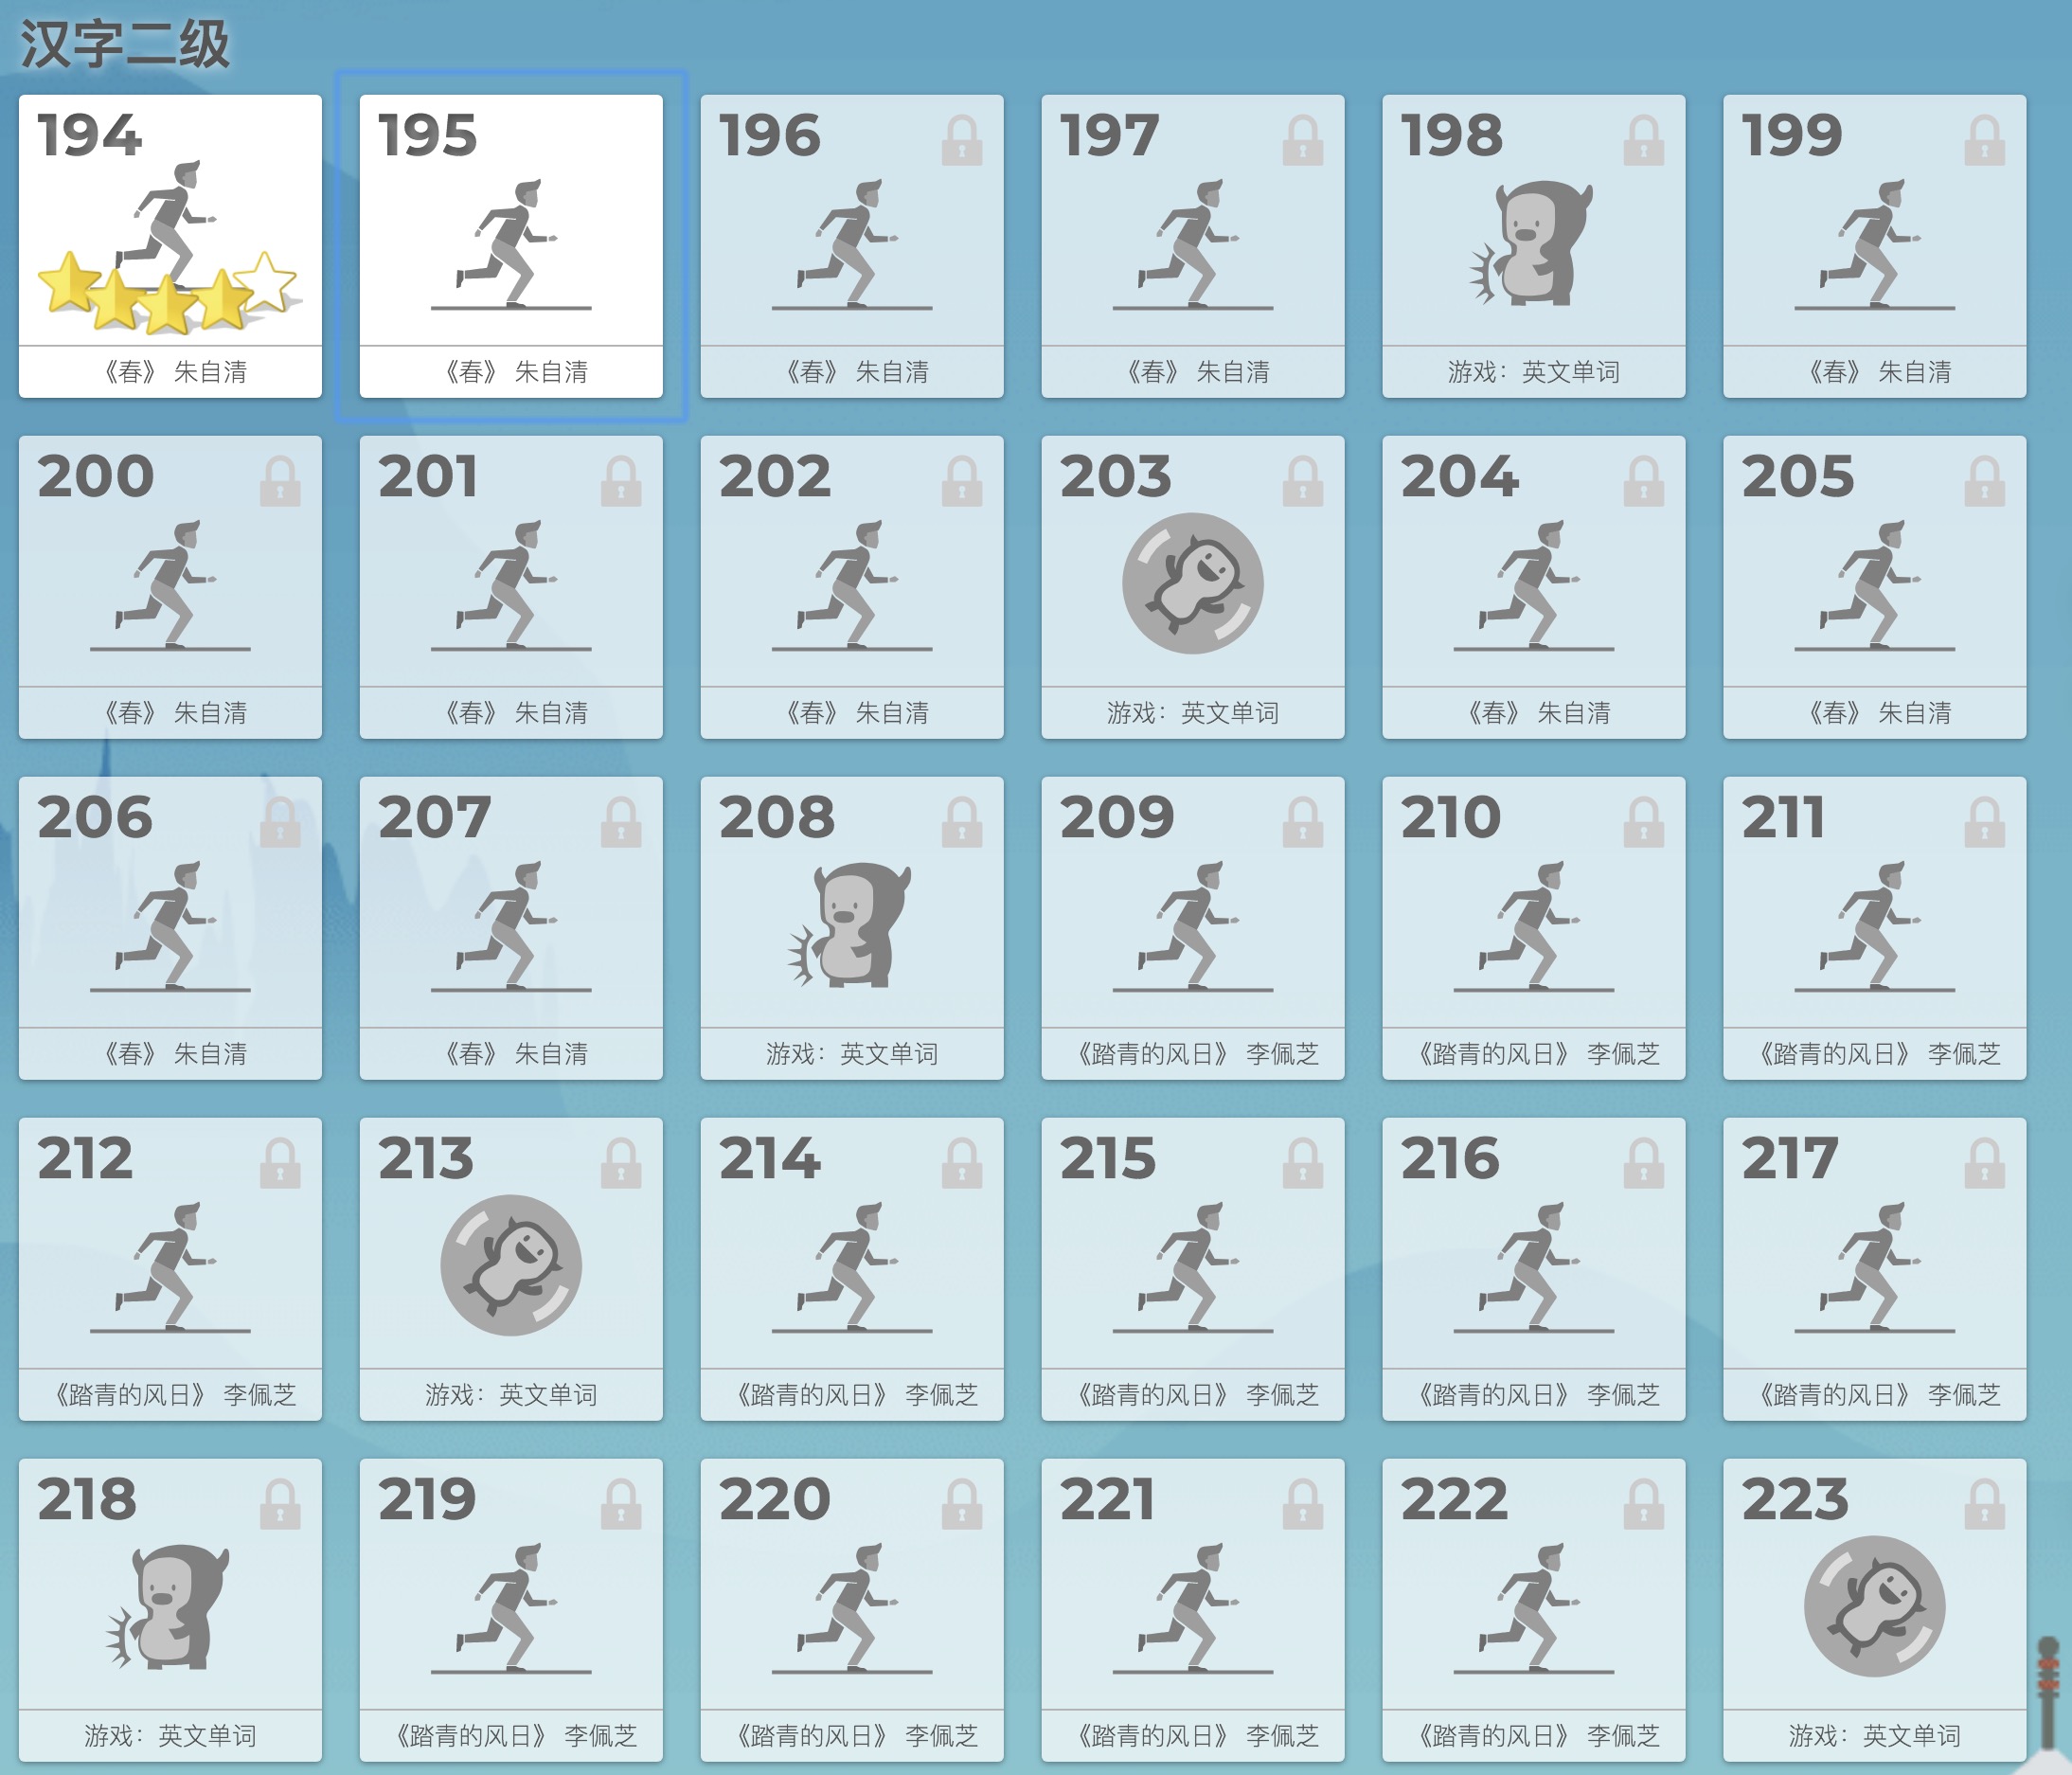 汉字二级
194
《春》 朱自清
195
《春》 朱自清
196
《春》 朱自清
197
《春》 朱自清
198
游戏：英文单词
199
《春》 朱自清
200
《春》 朱自清
201
《春》 朱自清
202
《春》 朱自清
203
游戏：英文单词
204
《春》 朱自清
205
《春》 朱自清
206
《春》 朱自清
207
《春》 朱自清
208
游戏：英文单词
209
《踏青的风日》 李佩芝
210
《踏青的风日》 李佩芝
211
《踏青的风日》 李佩芝
212
《踏青的风日》 李佩芝
213
游戏：英文单词
214
《踏青的风日》 李佩芝
215
《踏青的风日》 李佩芝
216
《踏青的风日》 李佩芝
217
《踏青的风日》 李佩芝
218
游戏：英文单词
219
《踏青的风日》 李佩芝
220
《踏青的风日》 李佩芝
221
《踏青的风日》 李佩芝
222
《踏青的风日》 李佩芝
223
游戏：英文单词